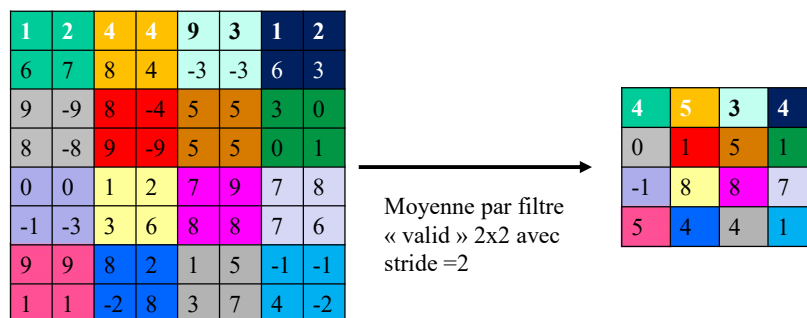 1 2 4 4 9 3 1 2
6 7 8 4 -3 -3 6 3
9 -9 8 -4 5 5 3 0
8 -8 9 -9 5 5 0 1
0 0 1 2 7 9 7 8
-1 -3 3 6 8 8 7 6
9 9 8 2 1 5 -1 -1
1 1 -2 8 3 7 4 -2
Moyenne par filtre
« valid » 2x2 avec
stride =2
4 5 3 4
0 1 5 1
-1 8 8 7
5 4 4 1